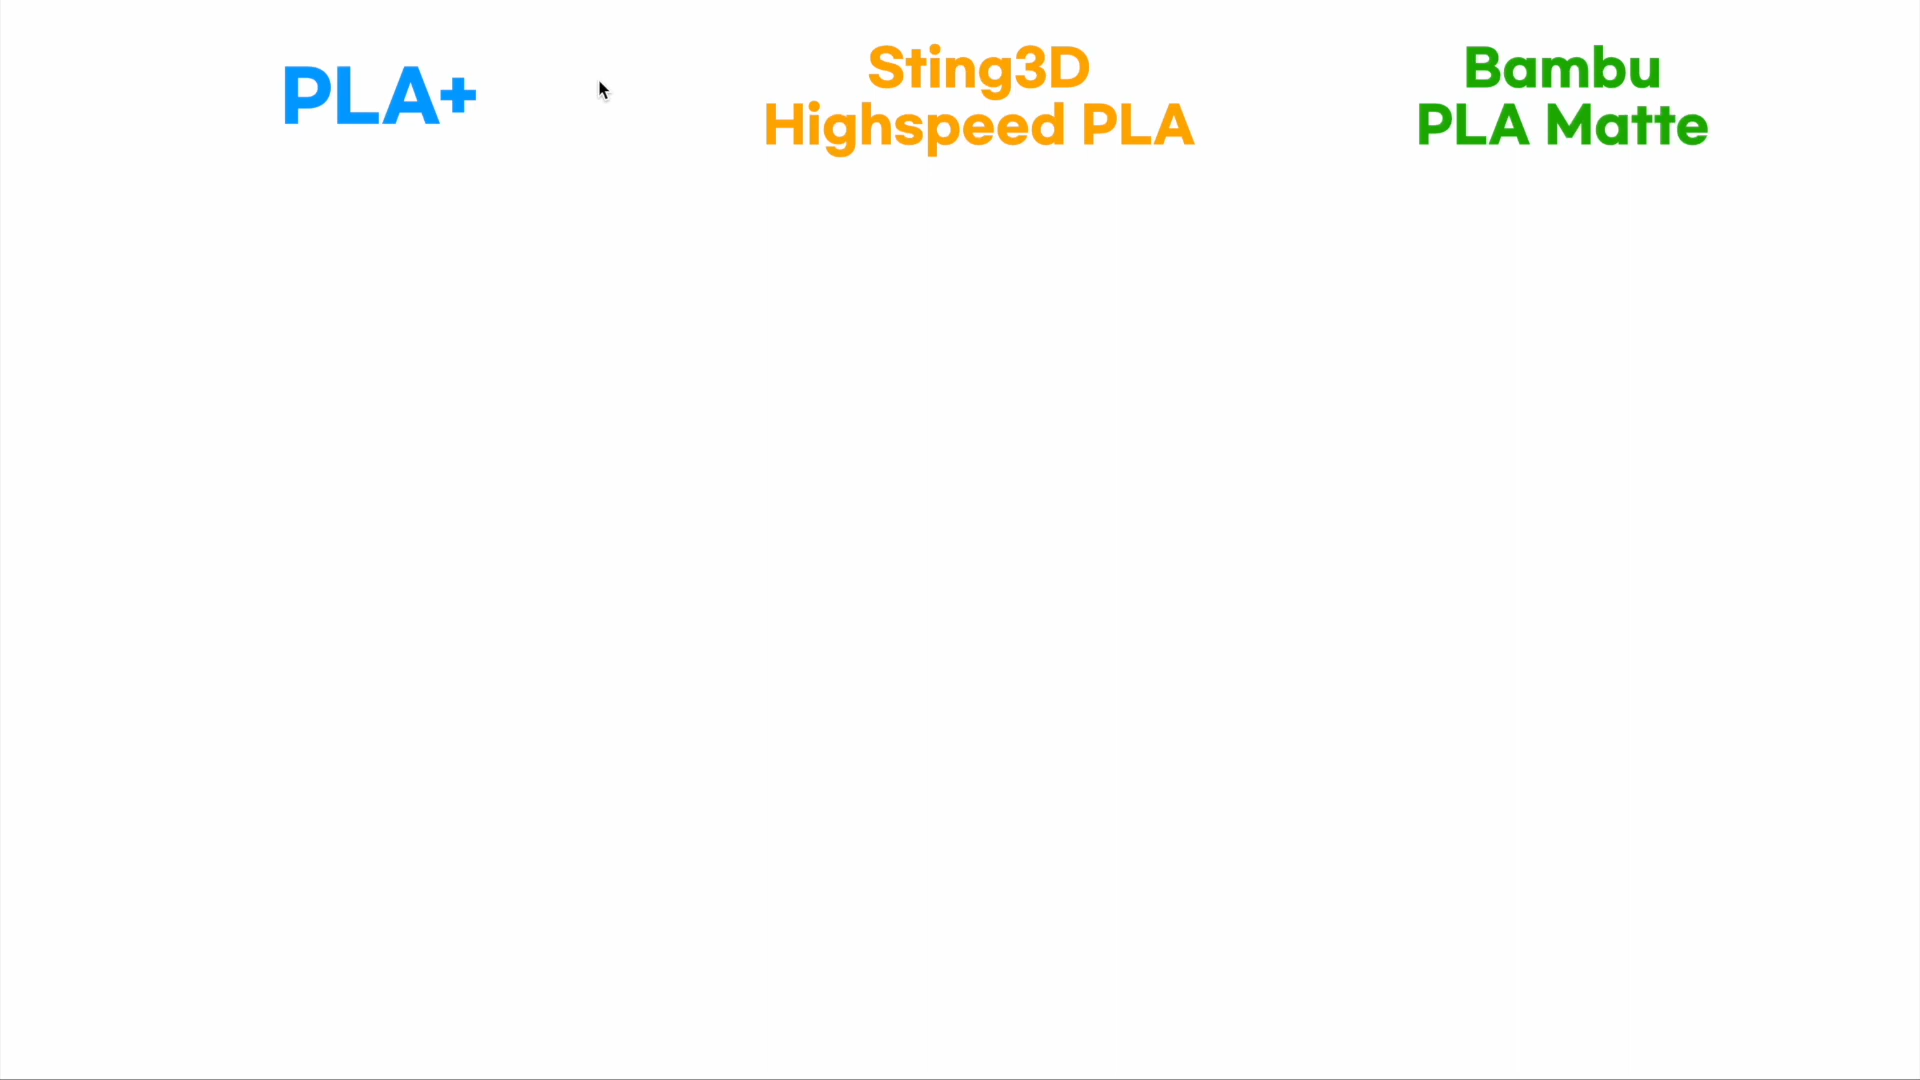 PLA+
Sting3D
Highspeed PLA
Bambu
PLA Matte